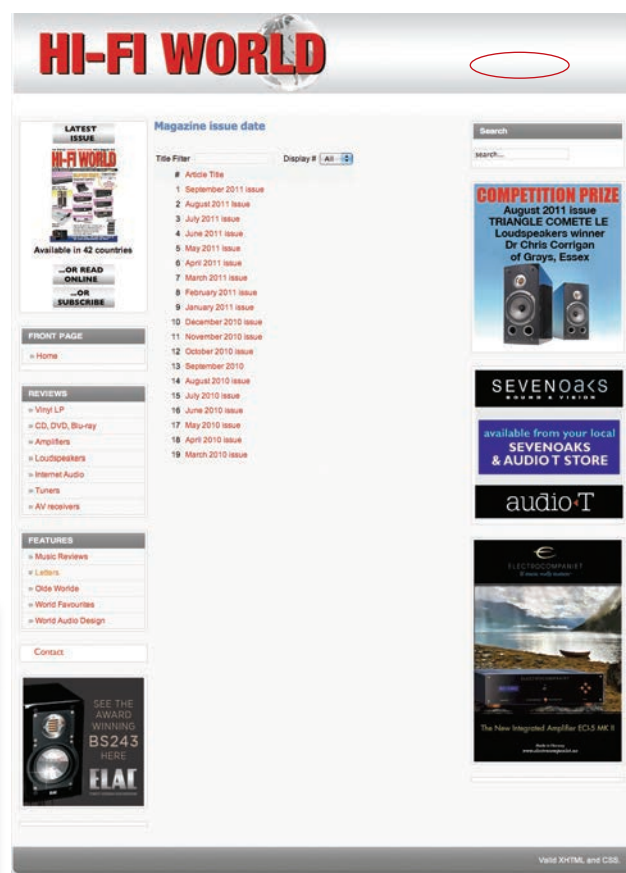 HI-FI WORLD
LATEST
ISSUE
HI-FI WORLD
Available in 42 countries
...OR READ
ONLINE
...OR
SUBSCRIBE
FRONT PAGE
» Home
REVIEWS
» Vinyl LP
» CD, DVD, Blu-ray
» Amplifiers
» Loudspeakers
» Internet Audio
» Tuners
» AV receivers
FEATURES
» Music Reviews
» Letters
» Olde Worlde
» World Favourites
» World Audio Design
Contact
SEE THE
AWARD
WINNING
BS243
HERE
ELAC
Magazine issue date
Title Filter Display # All
# Article Title
1 September 2011 issue
2 August 2011 issue
3 July 2011 issue
4 June 2011 issue
5 May 2011 issue
6 April 2011 issue
7 March 2011 issue
8 February 2011 issue
9 January 2011 issue
10 December 2010 issue
11 November 2010 issue
12 October 2010 issue
13 September 2010
14 August 2010 issue
15 July 2010 issue
16 June 2010 issue
17 May 2010 issue
18 April 2010 issue
19 March 2010 issue
Search
search...
COMPETITION PRIZE
August 2011 issue
TRIANGLE COMETE LE
Loudspeakers winner
Dr Chris Corrigan
of Grays, Essex
SEVENOAKS
SOUND & VISION
available from your local
SEVENOAKS
& AUDIO T STORE
audio T
ELECTROCOMPANIET
ELECTROCOMPANIET
The New Integrated Amplifier ECI-5 MK II
www.electrocompaniet.no
Valid XHTML and CSS.